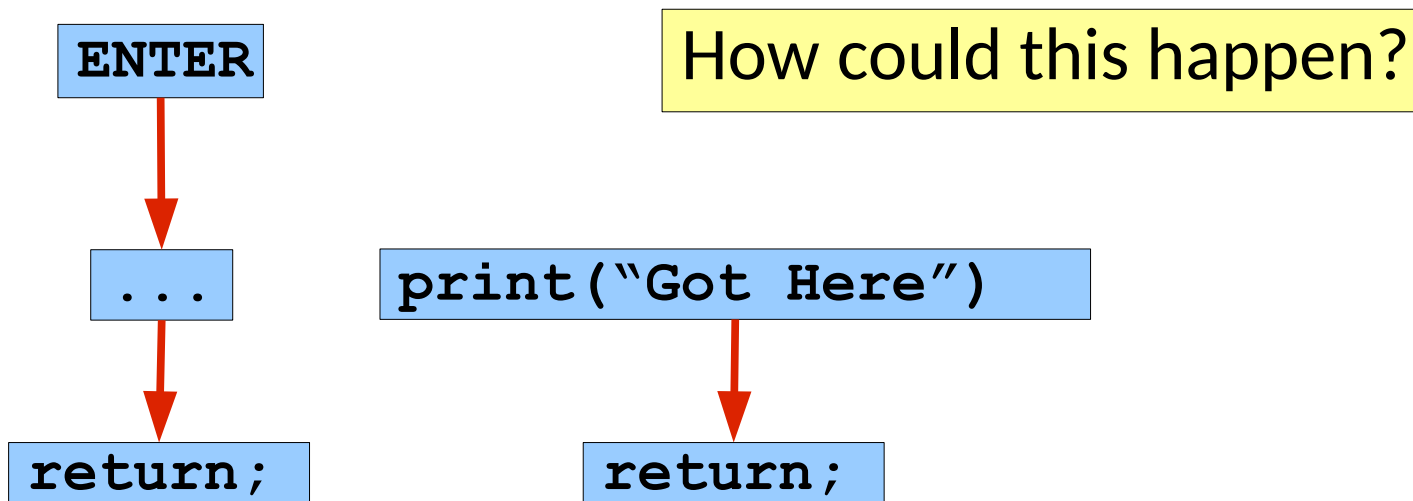 ENTER
How could this happen?
...
print(‟Got Here”)
return;
return;